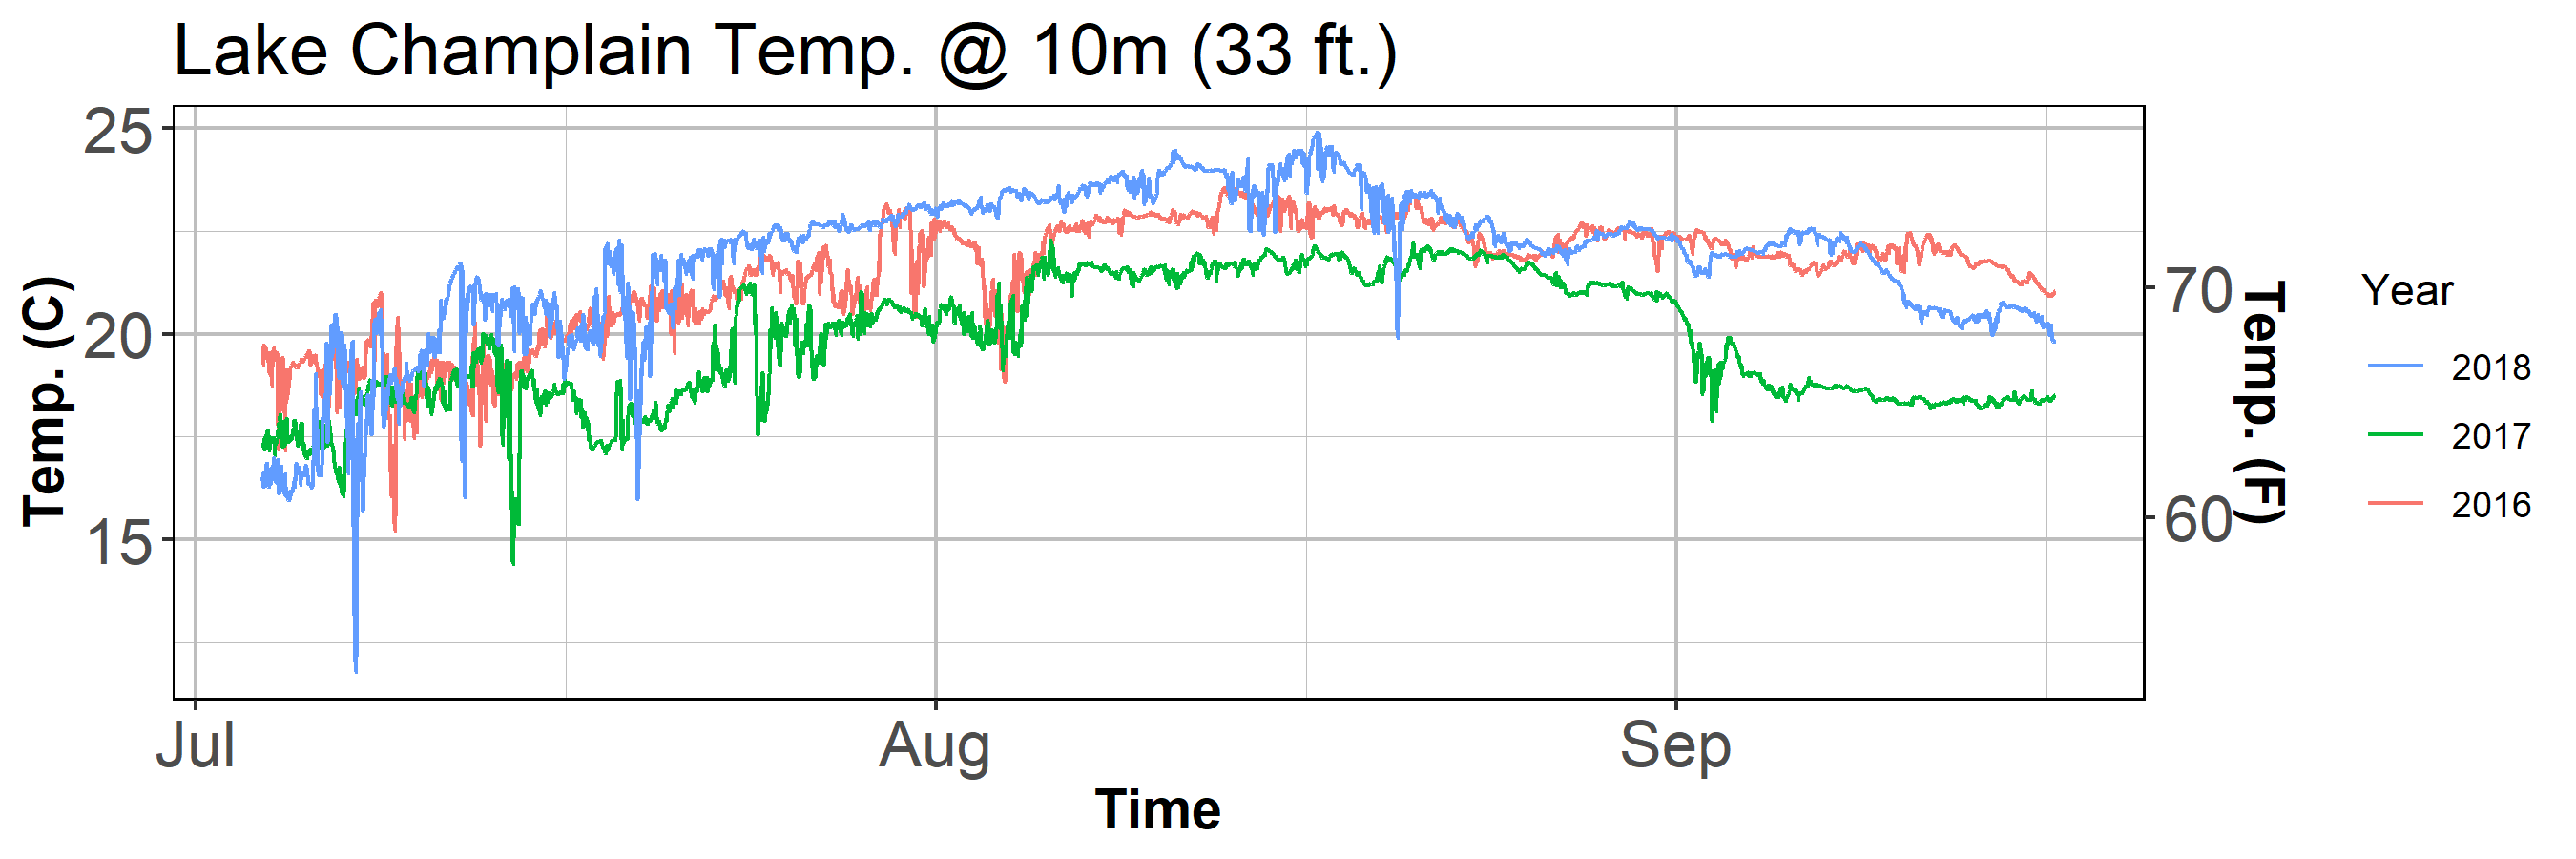 Lake Champlain Temp. @ 10m (33 ft.)
25
20
15
Temp. (C)
70
60
Temp. (F)
Jul
Aug
Sep
Time
Year
2018
2017
2016